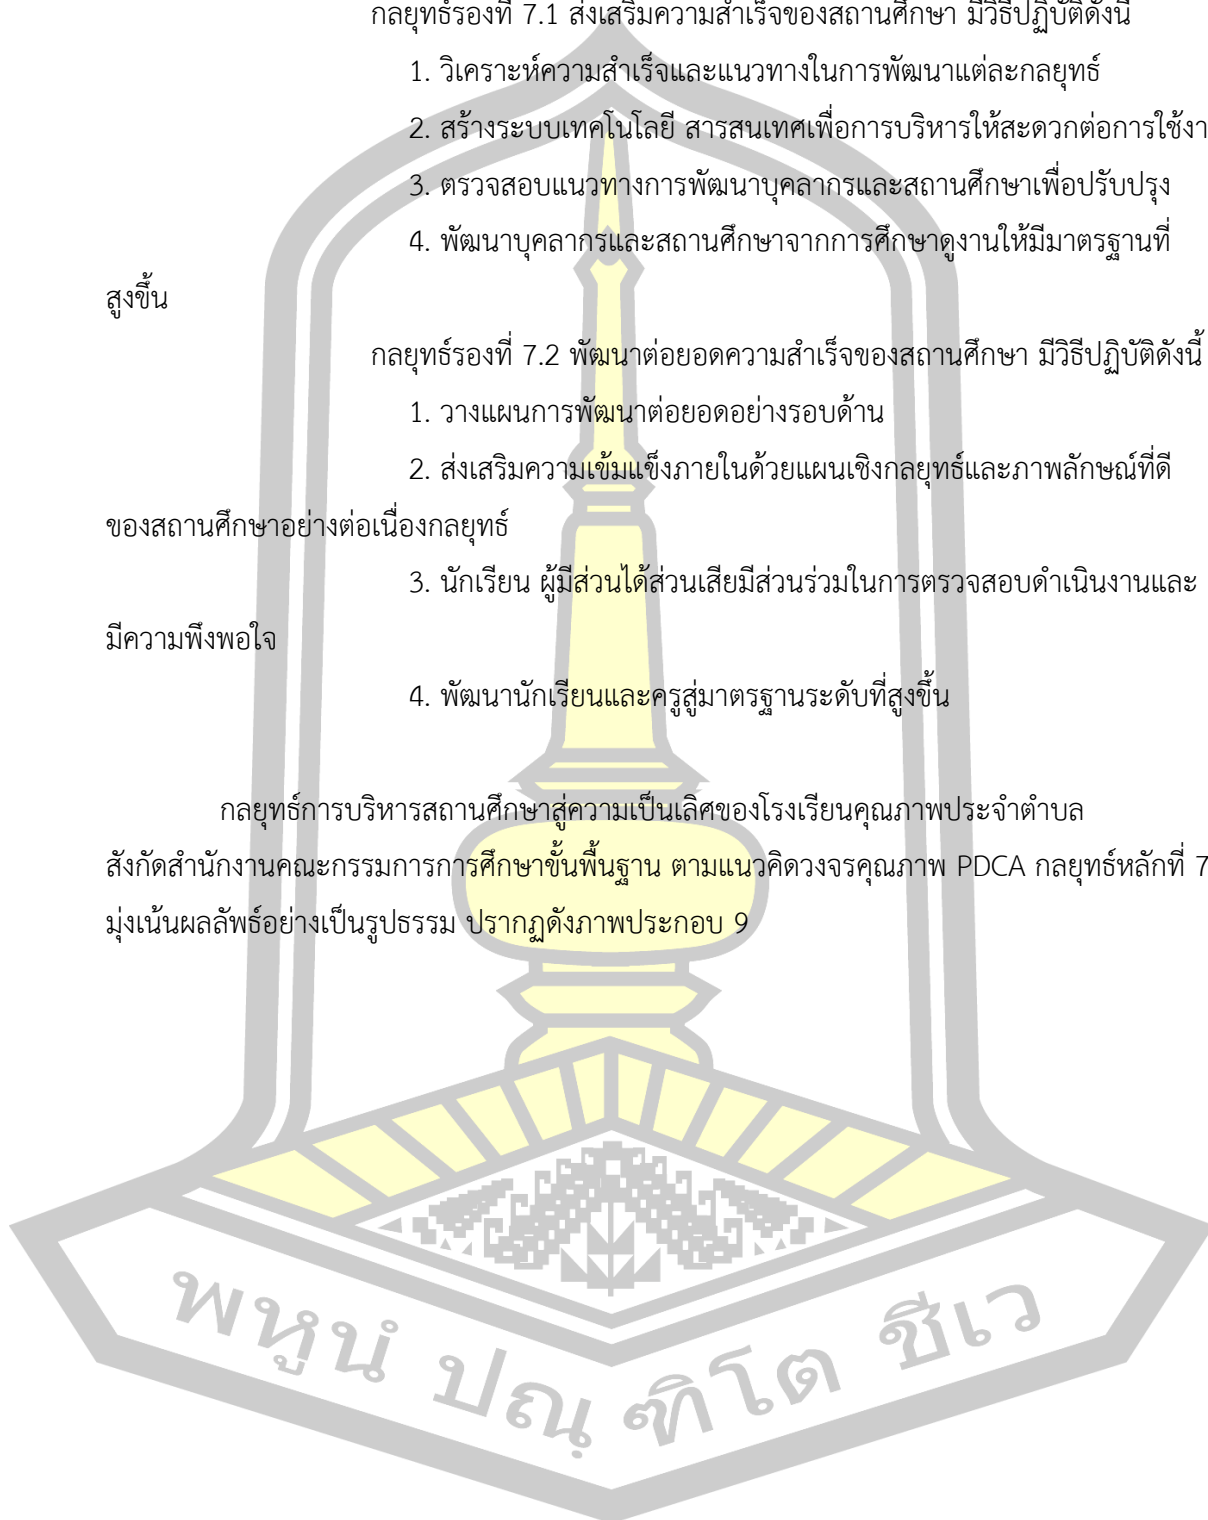 กลยุทธ์รองที่ 7.1 ส่งเสริมความสำเร็จของสถานศึกษา มีวิธีปฏิบัติดังนี้
1. วิเคราะห์ความสำเร็จและแนวทางในการพัฒนาแต่ละกลยุทธ์
2. สร้างระบบเทคโนโลยี สารสนเทศเพื่อการบริหารให้สะดวกต่อการใช้งา
3. ตรวจสอบแนวทางการพัฒนาบุคลากรและสถานศึกษาเพื่อปรับปรุง
4. พัฒนาบุคลากรและสถานศึกษาจากการศึกษาดูงานให้มีมาตรฐานที่
สูงขึ้น
กลยุทธ์รองที่ 7.2 พัฒนาต่อยอดความสำเร็จของสถานศึกษา มีวิธีปฏิบัติดังนี้
1. วางแผนการพัฒนาต่อยอดอย่างรอบด้าน
2. ส่งเสริมความเข้มแข็งภายในด้วยแผนเชิงกลยุทธ์และภาพลักษณ์ที่ดี
ของสถานศึกษาอย่างต่อเนื่องกลยุทธ์
3. นักเรียน ผู้มีส่วนได้ส่วนเสียมีส่วนร่วมในการตรวจสอบดำเนินงานและ
มีความพึงพอใจ
4. พัฒนานักเรียนและครูสู่มาตรฐานระดับที่สูงขึ้น
กลยุทธ์การบริหารสถานศึกษาสู่ความเป็นเลิศของโรงเรียนคุณภาพประจำตำบล
สังกัดสำนักงานคณะกรรมการการศึกษาขั้นพื้นฐาน ตามแนวคิดวงจรคุณภาพ PDCA กลยุทธ์หลักที่ 7
มุ่งเน้นผลลัพธ์อย่างเป็นรูปธรรม ปรากฏดังภาพประกอบ 9
พหูนํ ปณฺฑิโต ชีเว